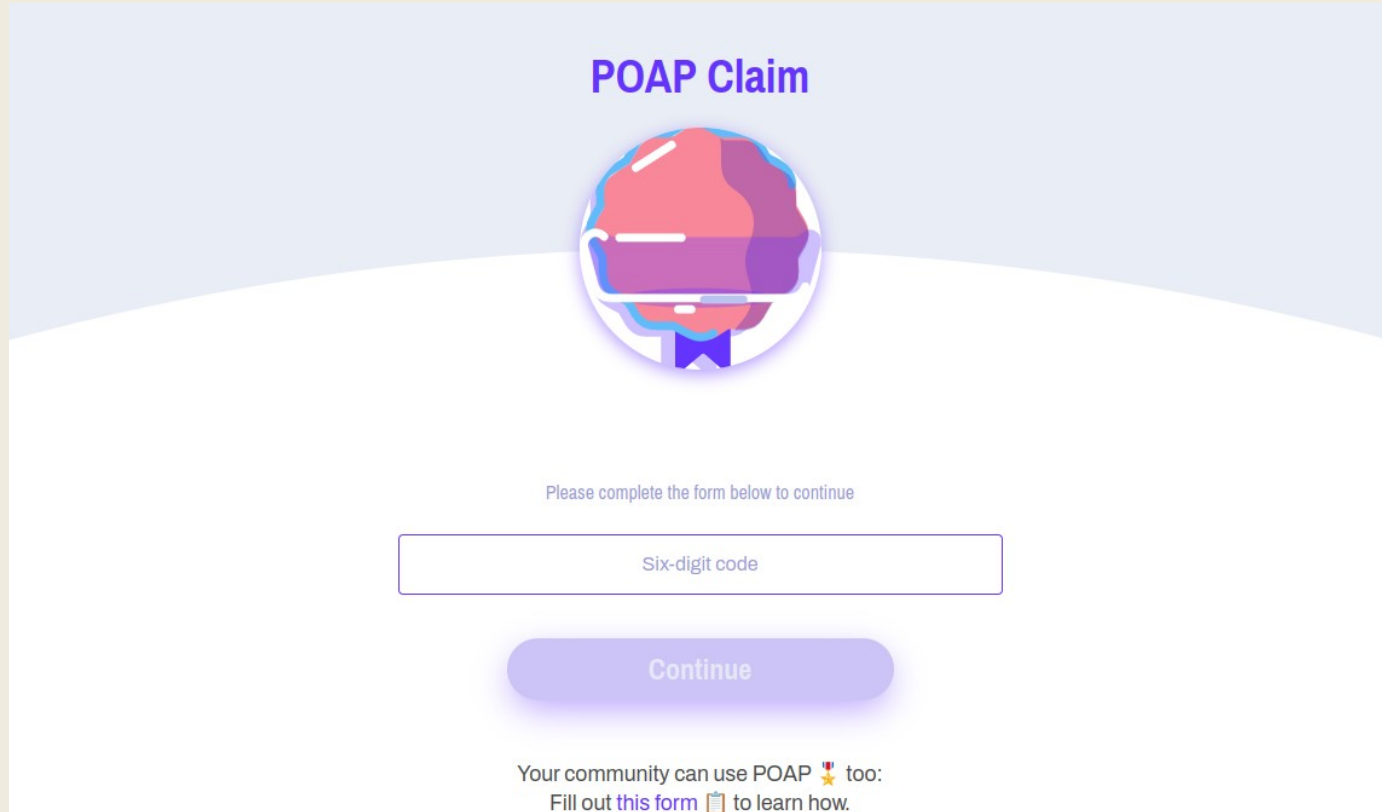 POAP Claim
Please complete the form below to continue
Six-digit code
Continue
Your community can use POAP 🎖️ too:
Fill out this form 📋 to learn how.